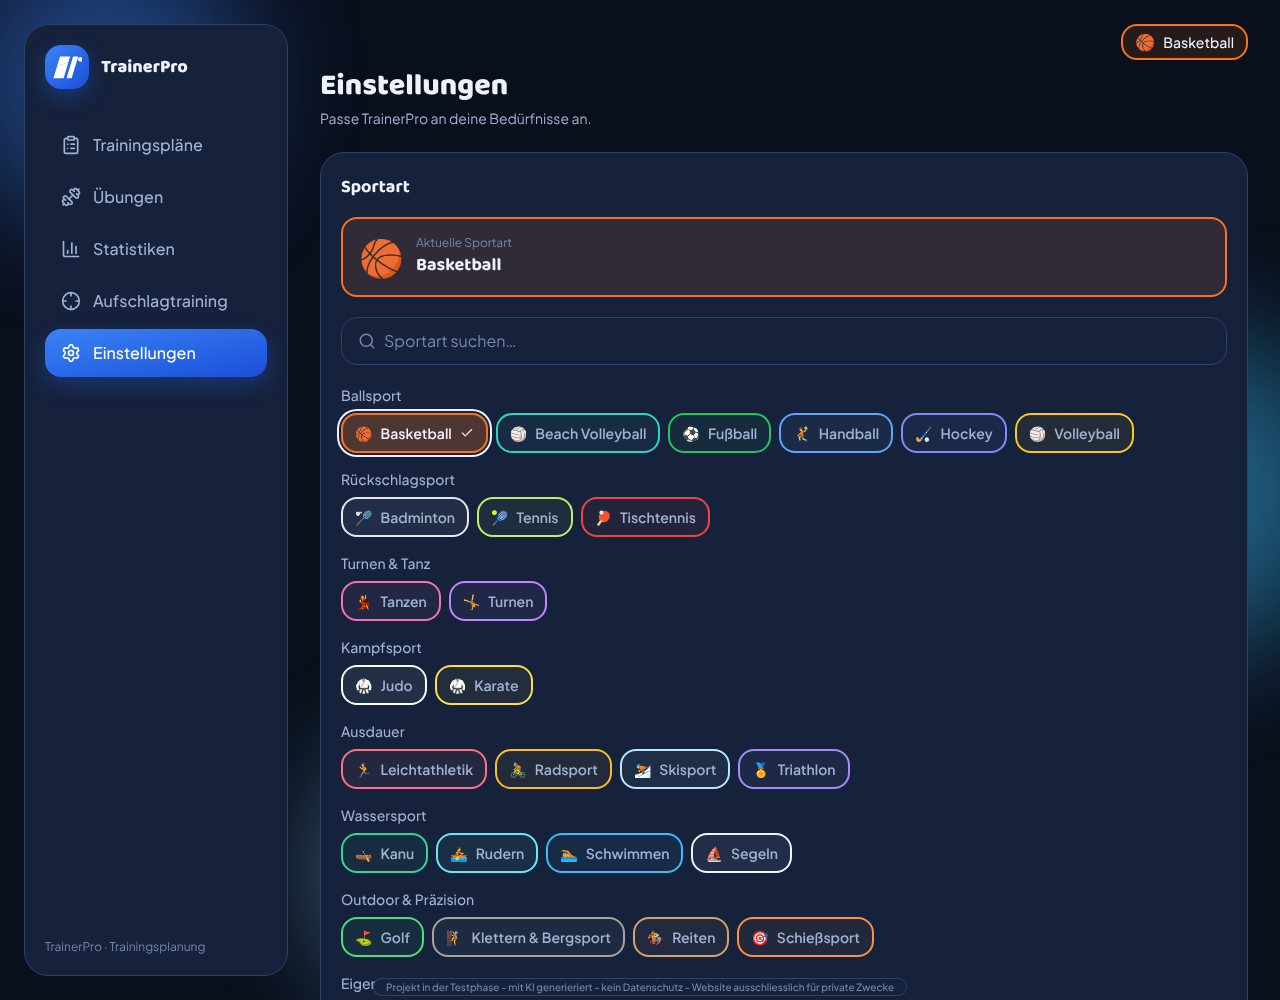 TrainerPro
Trainingspläne
Übungen
Statistiken
Aufschlagtraining
Einstellungen
TrainerPro · Trainingsplanung
Basketball
Einstellungen
Passe TrainerPro an deine Bedürfnisse an.
Sportart
Aktuelle Sportart
Basketball
Sportart suchen...
Ballsport
Basketball Beach Volleyball Fußball Handball Hockey Volleyball
Rückschlagsport
Badminton Tennis Tischtennis
Turnen & Tanz
Tanzen Turnen
Kampfsport
Judo Karate
Ausdauer
Leichtathletik Radsport Skisport Triathlon
Wassersport
Kanu Rudern Schwimmen Segeln
Outdoor & Präzision
Golf Klettern & Bergsport Reiten Schießsport
Projekt in der Testphase - mit KI generieriert - kein Datenschutz - Website ausschliesslich für private Zwecke